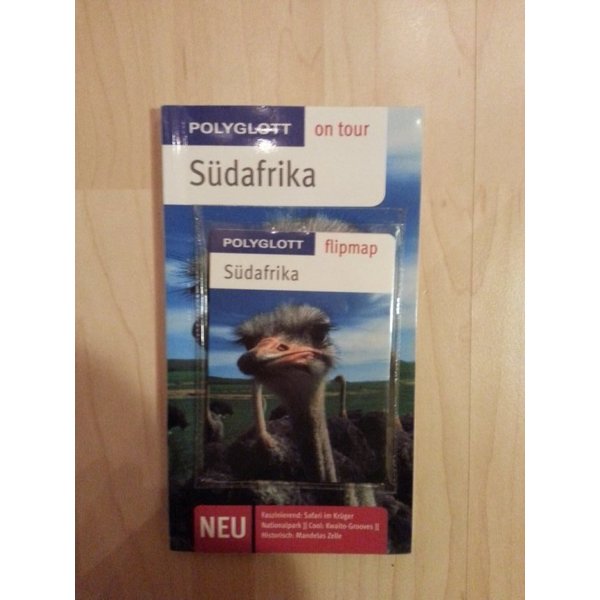 POLYGLOTT on tour
Südafrika
POLYGLOTT flipmap
Südafrika
NEU
Faszinierend: Safari im Krüger
Nationalpark || Cool: Kwaito-Grooves ||
Historisch: Mandelas Zelle